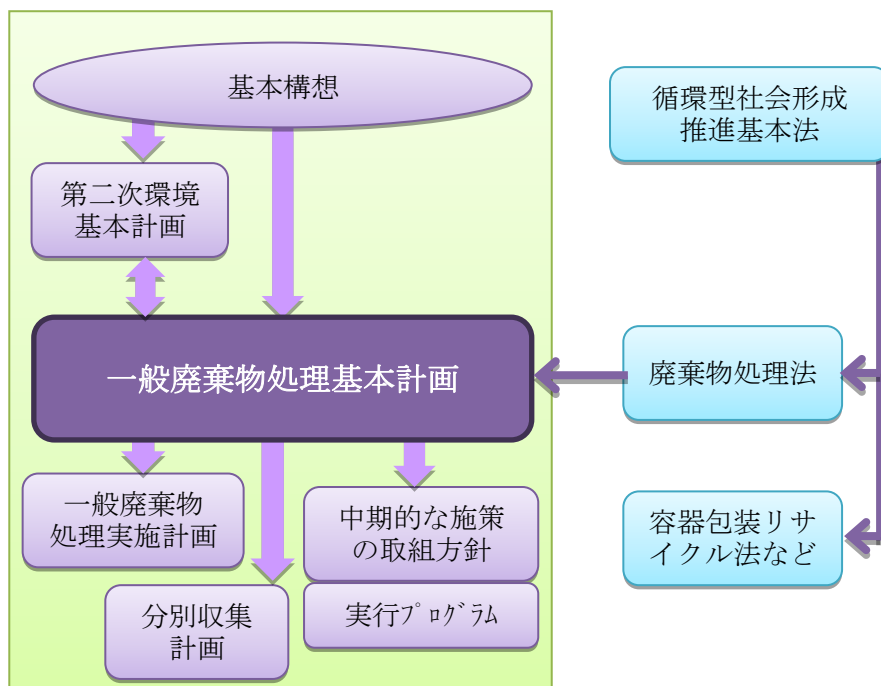 基本構想
循環型社会形成
推進基本法
第二次環境
基本計画
一般廃棄物処理基本計画
廃棄物処理法
一般廃棄物
処理実施計画
中期的な施策
の取組方針
容器包装リサ
イクル法など
分別収集
計画
実行ﾌﾟﾛｸﾞﾗﾑ